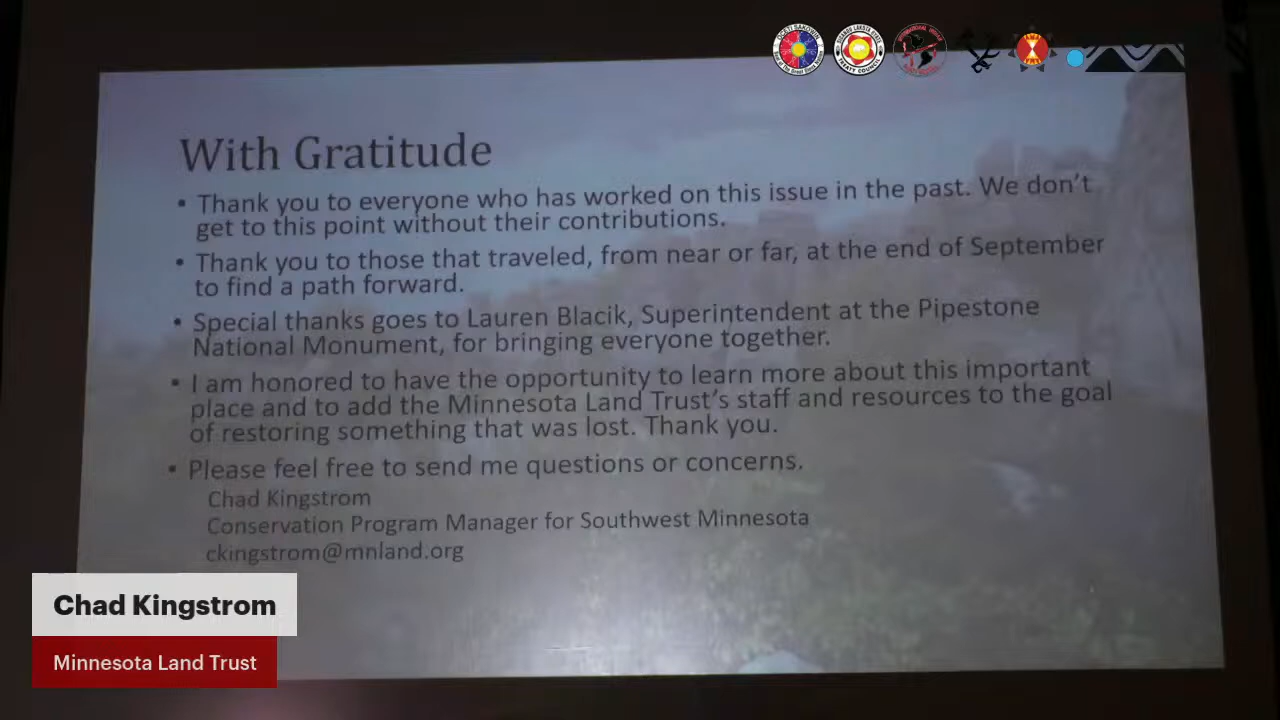 With Gratitude
• Thank you to everyone who has worked on this issue in the past. We don't
get to this point without their contributions.
• Thank you to those that traveled, from near or far, at the end of September
to find a path forward.
• Special thanks goes to Lauren Blacik, Superintendent at the Pipestone
National Monument, for bringing everyone together.
• I am honored to have the opportunity to learn more about this important
place and to add the Minnesota Land Trust's staff and resources to the goal
of restoring something that was lost. Thank you.
• Please feel free to send me questions or concerns.
Chad Kingstrom
Conservation Program Manager for Southwest Minnesota
ckingstrom@mnland.org
Chad Kingstrom
Minnesota Land Trust